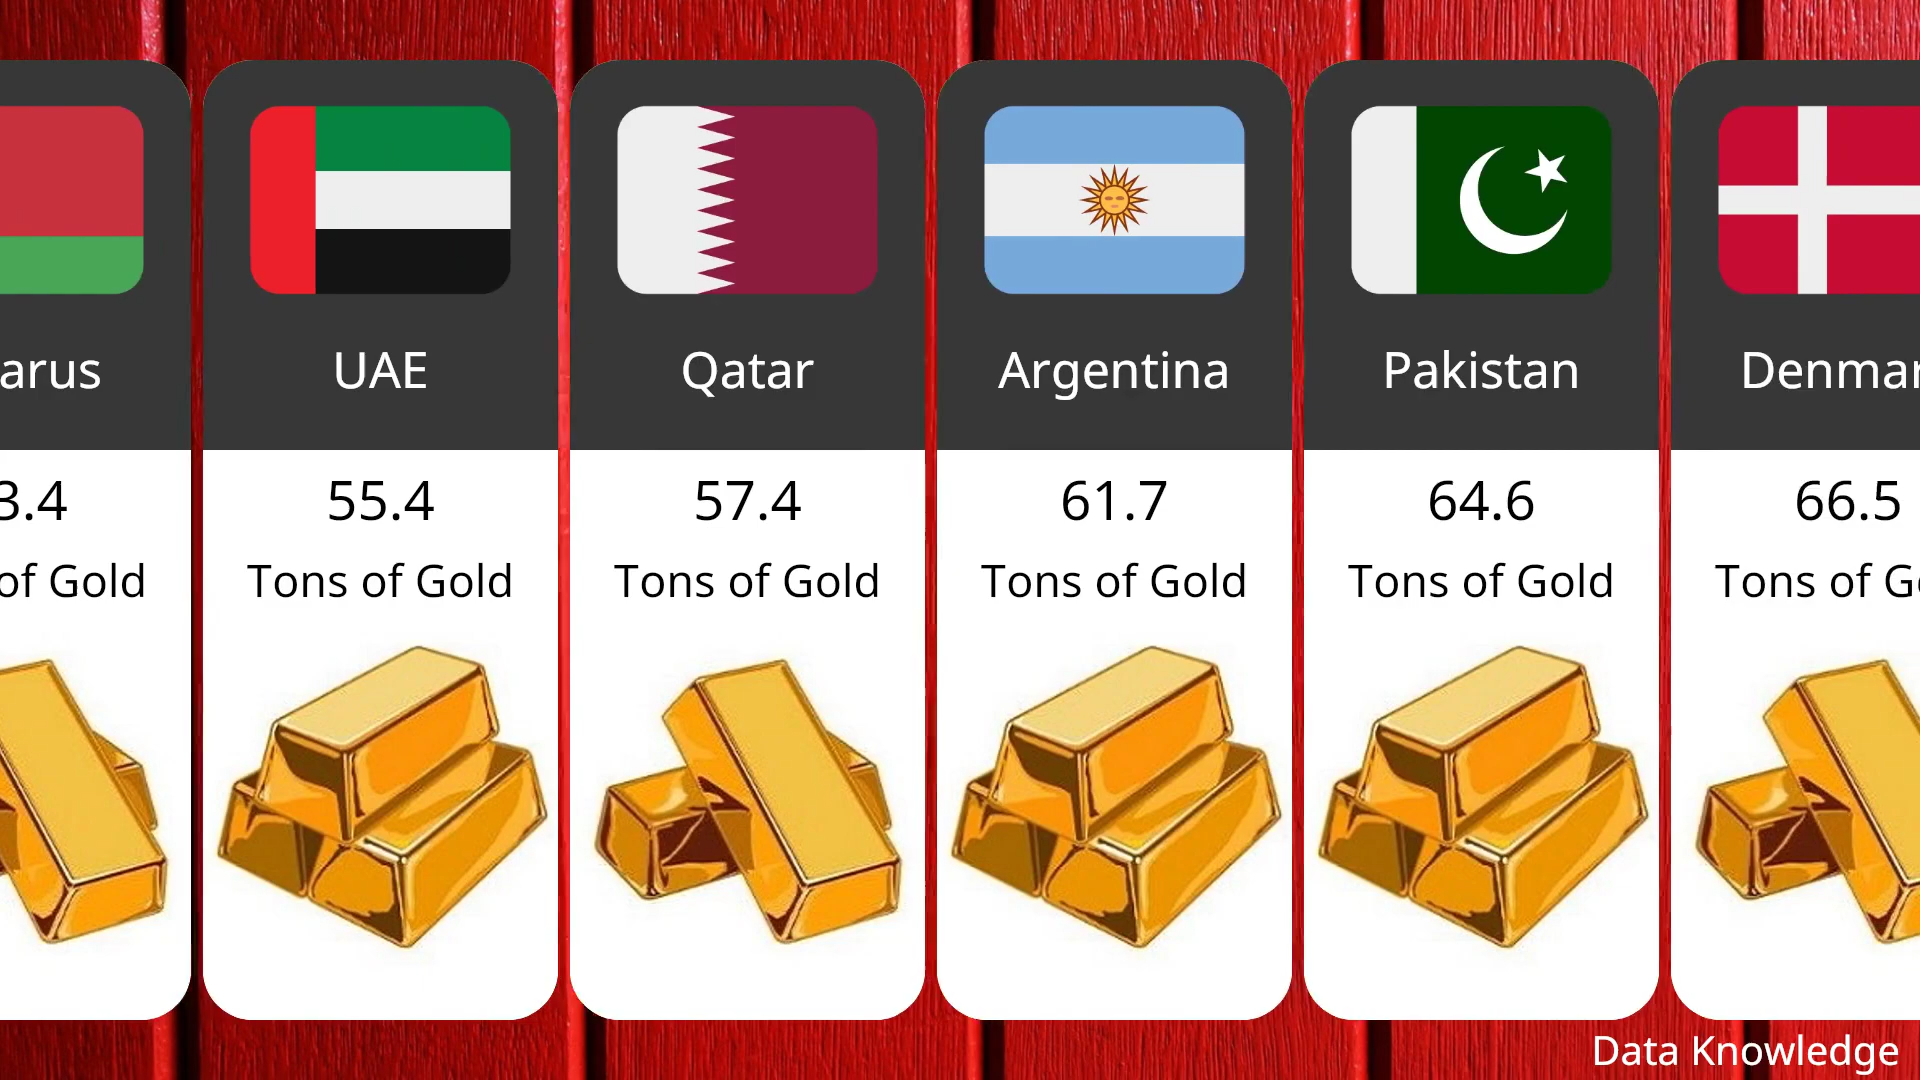 arus
3.4
of Gold
UAE
55.4
Tons of Gold
Qatar
57.4
Tons of Gold
Argentina
61.7
Tons of Gold
Pakistan
64.6
Tons of Gold
Denmar
66.5
Tons of G
Data Knowledge